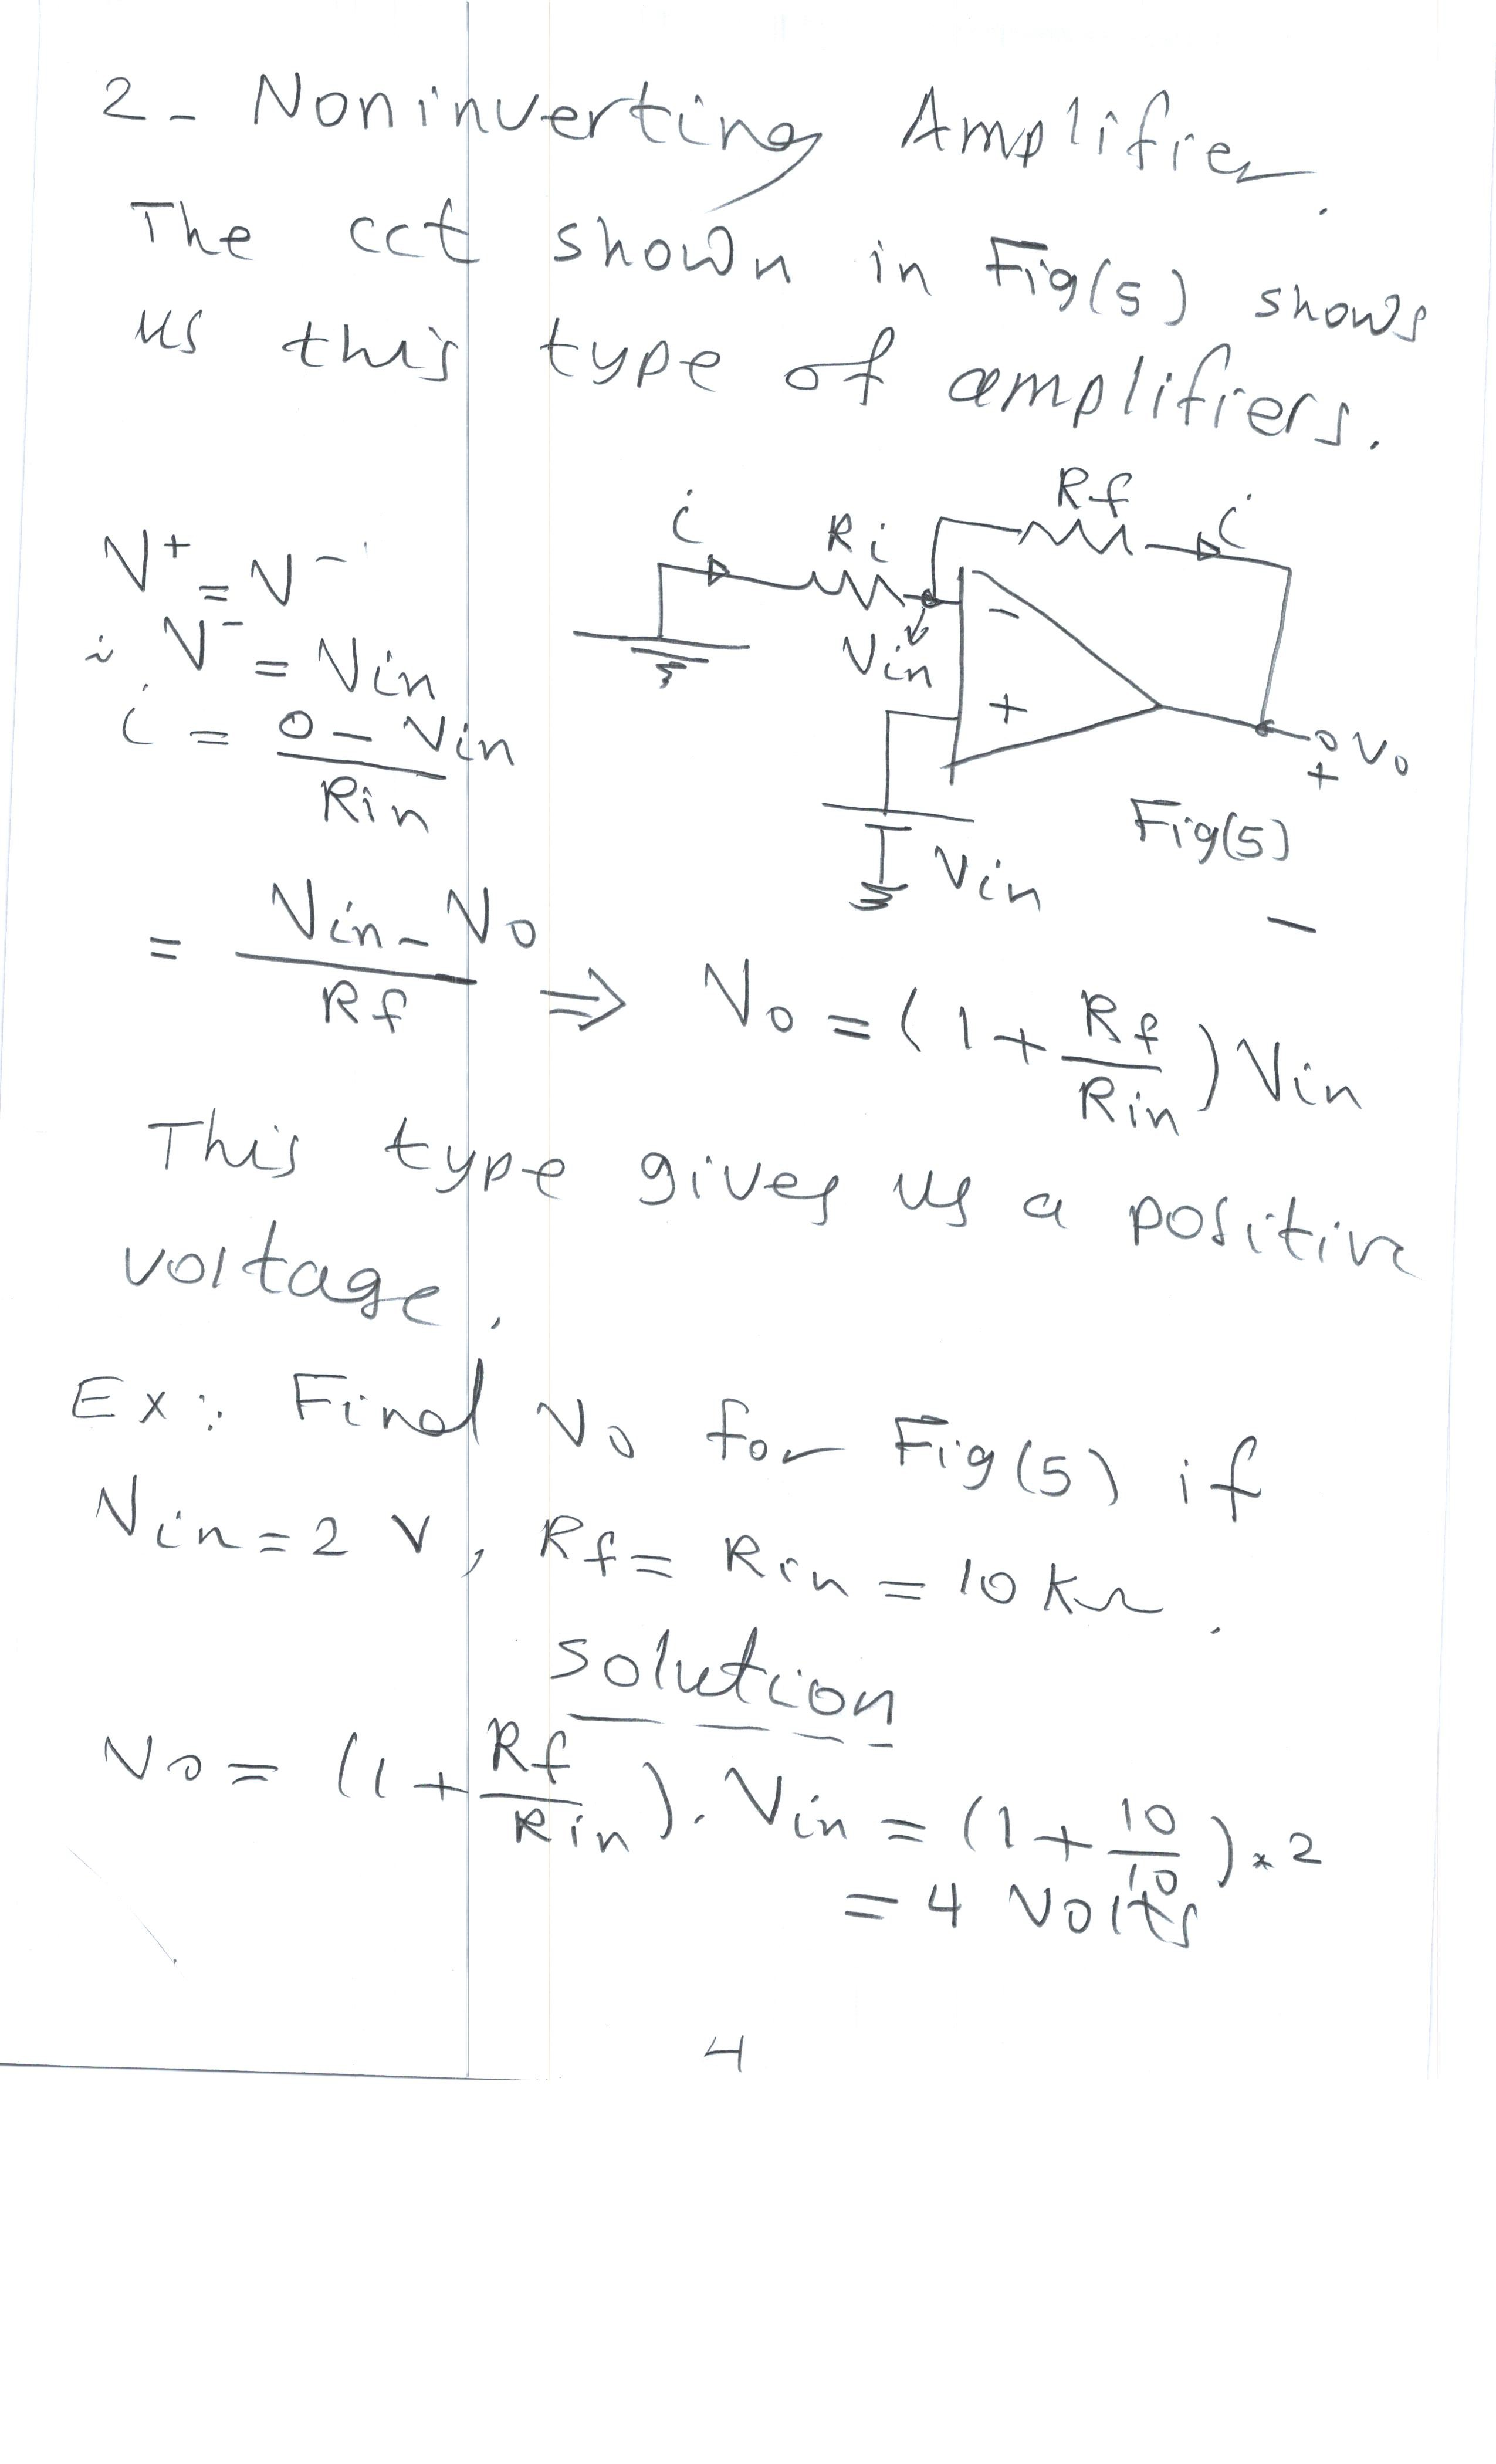 2- Noninverting Amplifier.
The cct shown in Fig(5) shows
us this type of amplifiers.
V⁺ = V⁻
∴ V⁻ = Vin
i = (0 - Vin) / Rin
i Ri Rf i
Vin
-
+
Vo
+
Vin
Fig(5)
-
= (Vin - Vo) / Rf ⇒ Vo = (1 + Rf/Rin) Vin
This type gives us a positive
voltage.
Ex: Find Vo for Fig(5) if
Vin = 2 V, Rf = Rin = 10 kΩ.
Solution
Vo = (1 + Rf/Rin). Vin = (1 + 10/10) * 2
= 4 Volts
4